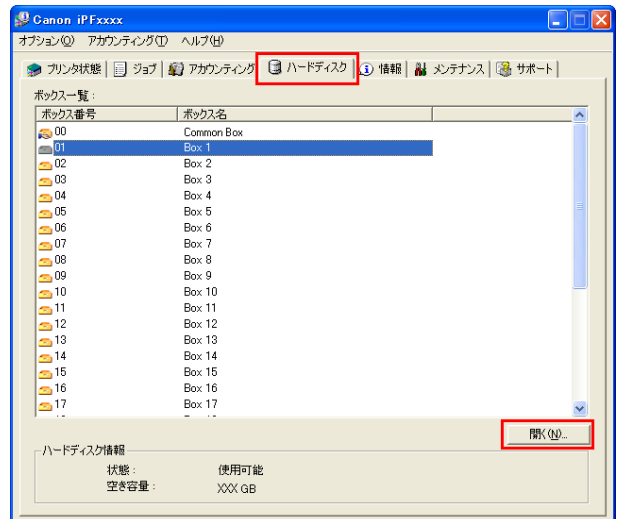 Canon iPFxxxx
オプション(O) アカウンティング(T) ヘルプ(H)
プリンタ状態 ジョブ アカウンティング ハードディスク 情報 メンテナンス サポート
ボックス一覧:
ボックス番号 ボックス名
00 Common Box
01 Box 1
02 Box 2
03 Box 3
04 Box 4
05 Box 5
06 Box 6
07 Box 7
08 Box 8
09 Box 9
10 Box 10
11 Box 11
12 Box 12
13 Box 13
14 Box 14
15 Box 15
16 Box 16
17 Box 17
開く(N)...
ハードディスク情報
状態: 使用可能
空き容量: XXX GB